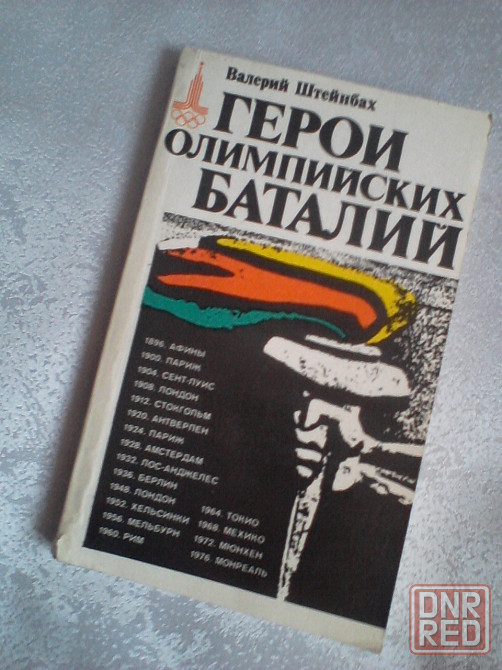 Валерий Штейнбах
ГЕРОИ
ОЛИМПИЙСКИХ
БАТАЛИЙ
1896. АФИНЫ
1900. ПАРИЖ
1904. СЕНТ-ЛУИС
1908. ЛОНДОН
1912. СТОКГОЛЬМ
1920. АНТВЕРПЕН
1924. ПАРИЖ
1928. АМСТЕРДАМ
1932. ЛОС-АНДЖЕЛЕС
1936. БЕРЛИН
1948. ЛОНДОН
1952. ХЕЛЬСИНКИ
1956. МЕЛЬБУРН
1960. РИМ
1964. ТОКИО
1968. МЕХИКО
1972. МЮНХЕН
1976. МОНРЕАЛЬ
DNR
RED